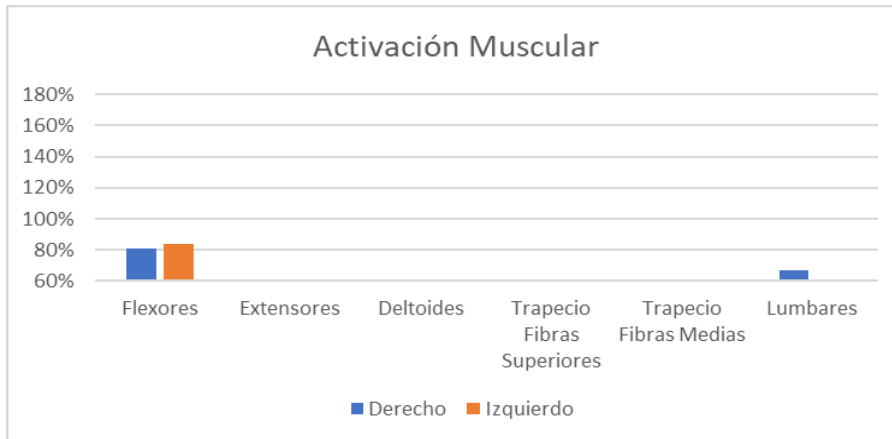 Activación Muscular
180%
160%
140%
120%
100%
80%
60%
Flexores
Extensores
Deltoides
Trapecio
Fibras
Superiores
Trapecio
Fibras Medias
Lumbares
Derecho
Izquierdo